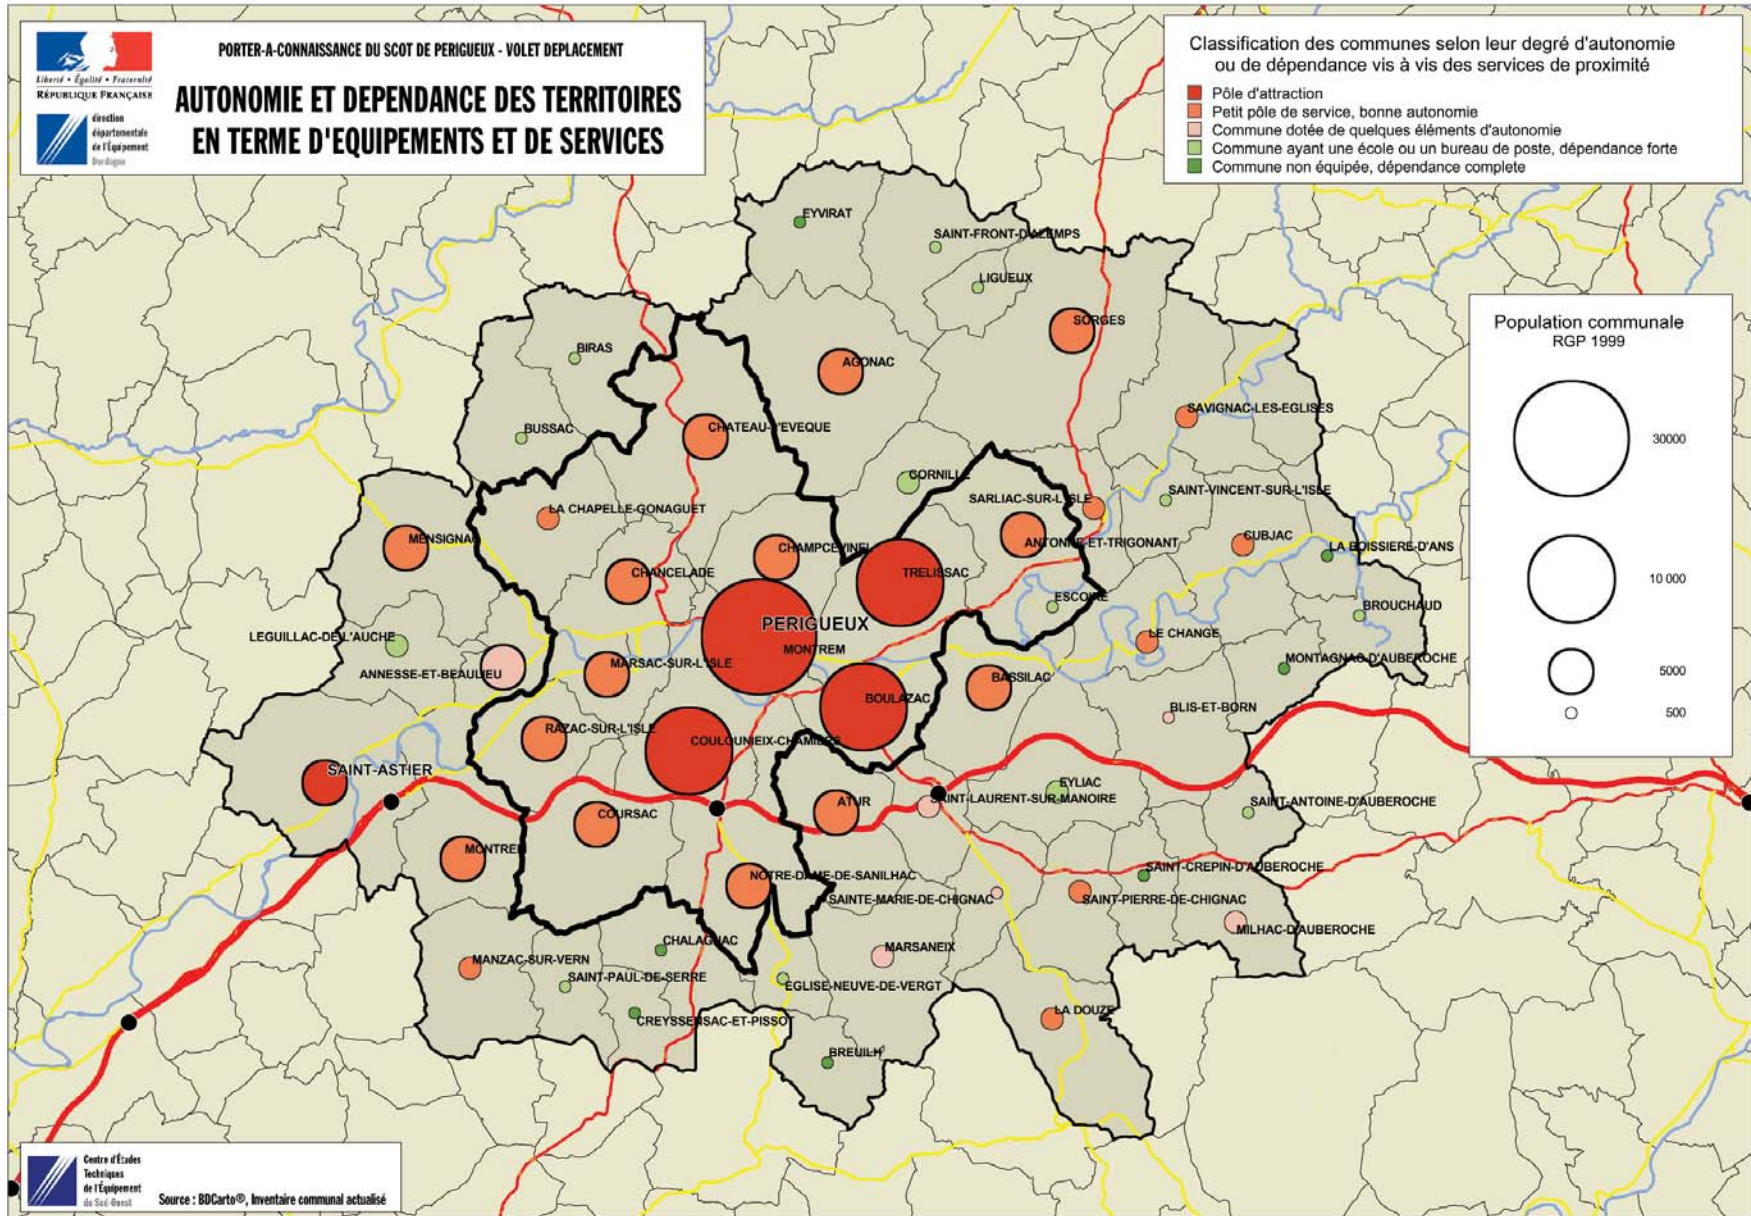 PORTER-A-CONNAISSANCE DU SCOT DE PERIGUEUX - VOLET DEPLACEMENT
AUTONOMIE ET DEPENDANCE DES TERRITOIRES
EN TERME D'EQUIPEMENTS ET DE SERVICES
Liberté • Égalité • Fraternité
RÉPUBLIQUE FRANÇAISE
direction
départementale
de l'Équipement
Dordogne
Classification des communes selon leur degré d'autonomie
ou de dépendance vis à vis des services de proximité
Pôle d'attraction
Petit pôle de service, bonne autonomie
Commune dotée de quelques éléments d'autonomie
Commune ayant une école ou un bureau de poste, dépendance forte
Commune non équipée, dépendance complete
Population communale
RGP 1999
30000
10 000
5000
500
EYVIRAT
SAINT-FRONT-D'ALEMPS
LIGUEUX
SORGES
BIRAS
AGONAC
SAVIGNAC-LES-EGLISES
BUSSAC
CHATEAU-L'EVEQUE
CORNILLE
SARLIAC-SUR-L'ISLE
SAINT-VINCENT-SUR-L'ISLE
LA CHAPELLE-GONAGUET
MENSIGNAC
CHAMPCEVINEL
ANTONNE-ET-TRIGONANT
CUBJAC
LA BOISSIERE-D'ANS
CHANCELADE
TRELISSAC
ESCOIRE
BROUCHAUD
PERIGUEUX
LEGUILLAC-DE-L'AUCHE
LE CHANGE
MONTREM
MARSAC-SUR-L'ISLE
MONTAGNAC-D'AUBEROCHE
ANNESSE-ET-BEAULIEU
BASSILAC
BOULAZAC
BLIS-ET-BORN
RAZAC-SUR-L'ISLE
COULOUNIEIX-CHAMIERS
SAINT-ASTIER
EYLIAC
SAINT-LAURENT-SUR-MANOIRE
ATUR
SAINT-ANTOINE-D'AUBEROCHE
COURSAC
MONTREM
SAINT-CREPIN-D'AUBEROCHE
NOTRE-DAME-DE-SANILHAC
SAINTE-MARIE-DE-CHIGNAC
SAINT-PIERRE-DE-CHIGNAC
MILHAC-D'AUBEROCHE
CHALAGNAC
MARSANEIX
MANZAC-SUR-VERN
SAINT-PAUL-DE-SERRE
EGLISE-NEUVE-DE-VERGT
LA DOUZE
CREYSSENSAC-ET-PISSOT
BREUILH
Centre d'Études
Techniques
de l'Équipement
du Sud-Ouest
Source : BDCarto®, Inventaire communal actualisé